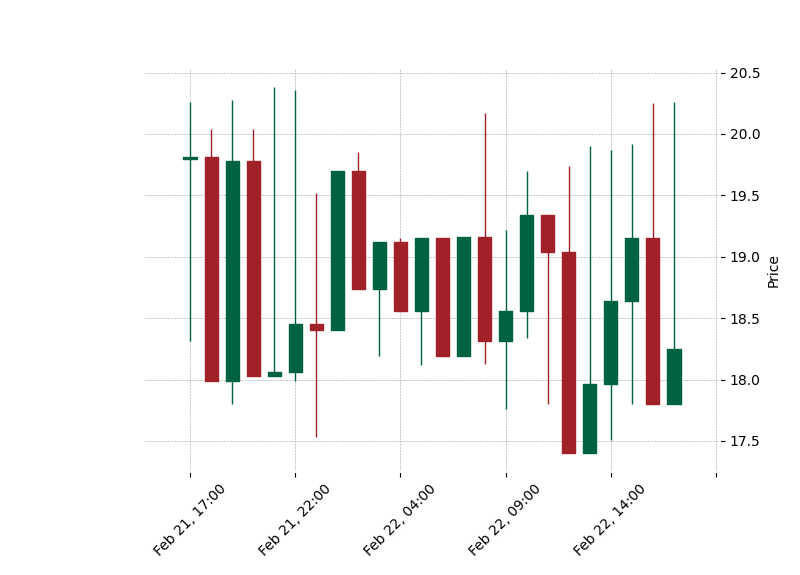 20.5
20.0
19.5
19.0
18.5
18.0
17.5
Price
Feb 21, 17:00
Feb 21, 22:00
Feb 22, 04:00
Feb 22, 09:00
Feb 22, 14:00